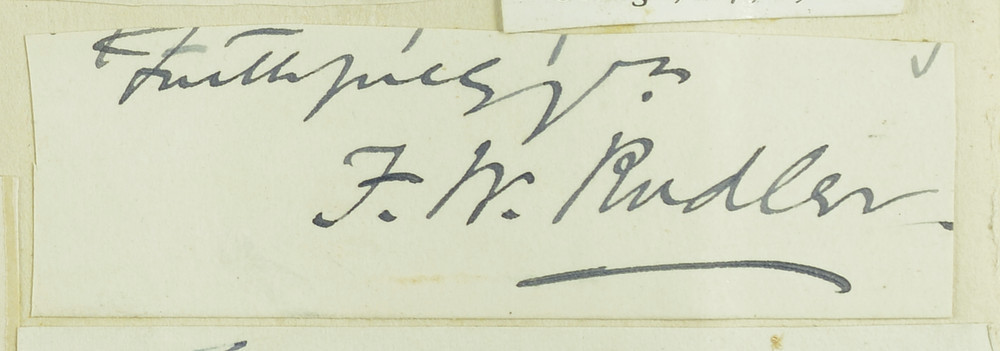 Faithfully yrs.
F. W. Rudler.